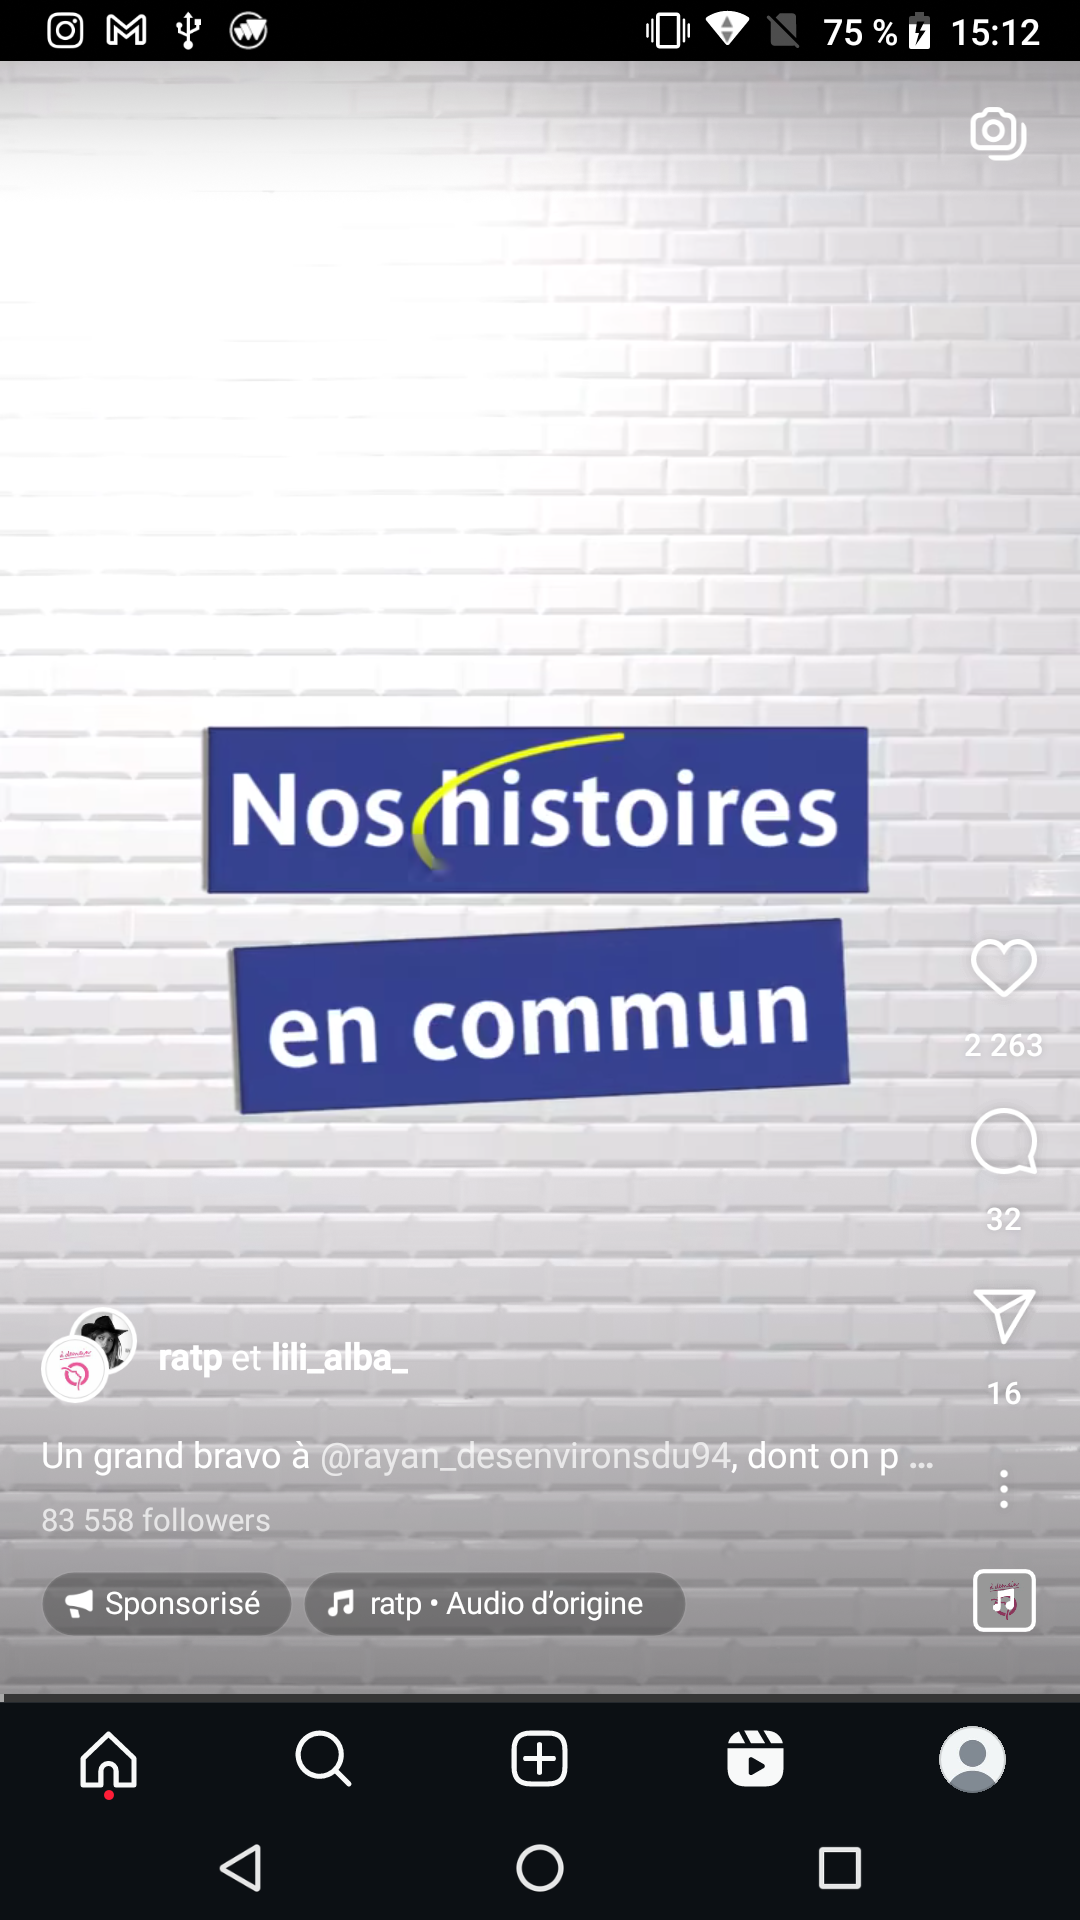 75 % 15:12
Nos histoires
en commun
2 263
32
16
ratp et lili_alba_
Un grand bravo à @rayan_desenvironsdu94, dont on p ...
83 558 followers
Sponsorisé
ratp • Audio d'origine